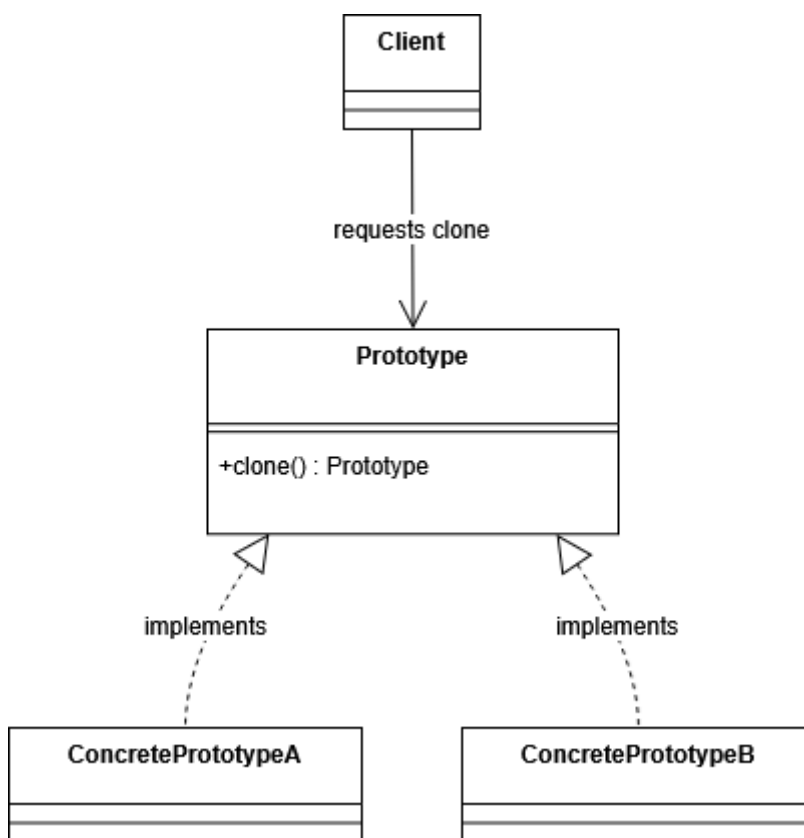 Client
requests clone
Prototype
+clone() : Prototype
implements
implements
ConcretePrototypeA
ConcretePrototypeB